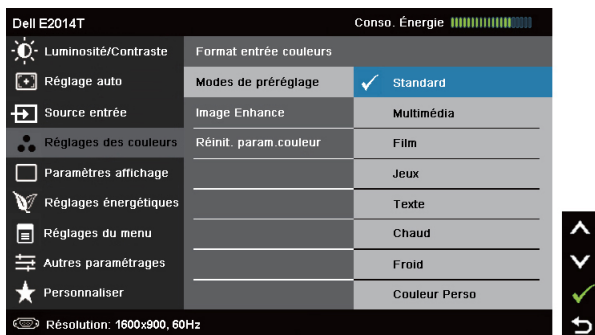 Dell E2014T Conso. Énergie
Luminosité/Contraste Format entrée couleurs
Réglage auto Modes de préréglage Standard
Source entrée Image Enhance Multimédia
Réglages des couleurs Réinit. param.couleur Film
Paramètres affichage Jeux
Réglages énergétiques Texte
Réglages du menu Chaud
Autres paramétrages Froid
Personnaliser Couleur Perso
Résolution: 1600x900, 60Hz